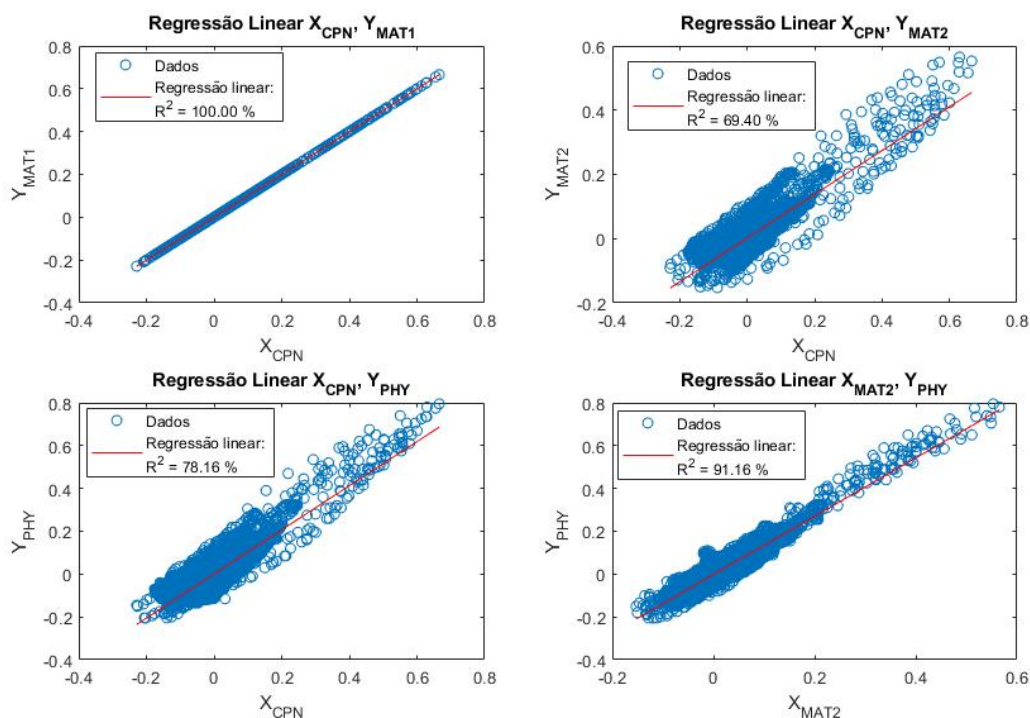 Regressão Linear X_CPN, Y_MAT1
Dados
Regressão linear:
R² = 100.00 %
0.8
0.6
0.4
0.2
0
-0.2
-0.4
Y_MAT1
-0.4 -0.2 0 0.2 0.4 0.6 0.8
X_CPN
Regressão Linear X_CPN, Y_MAT2
Dados
Regressão linear:
R² = 69.40 %
0.6
0.4
0.2
0
-0.2
Y_MAT2
-0.4 -0.2 0 0.2 0.4 0.6 0.8
X_CPN
Regressão Linear X_CPN, Y_PHY
Dados
Regressão linear:
R² = 78.16 %
0.8
0.6
0.4
0.2
0
-0.2
-0.4
Y_PHY
-0.4 -0.2 0 0.2 0.4 0.6 0.8
X_CPN
Regressão Linear X_MAT2, Y_PHY
Dados
Regressão linear:
R² = 91.16 %
0.8
0.6
0.4
0.2
0
-0.2
-0.4
Y_PHY
-0.2 0 0.2 0.4 0.6
X_MAT2